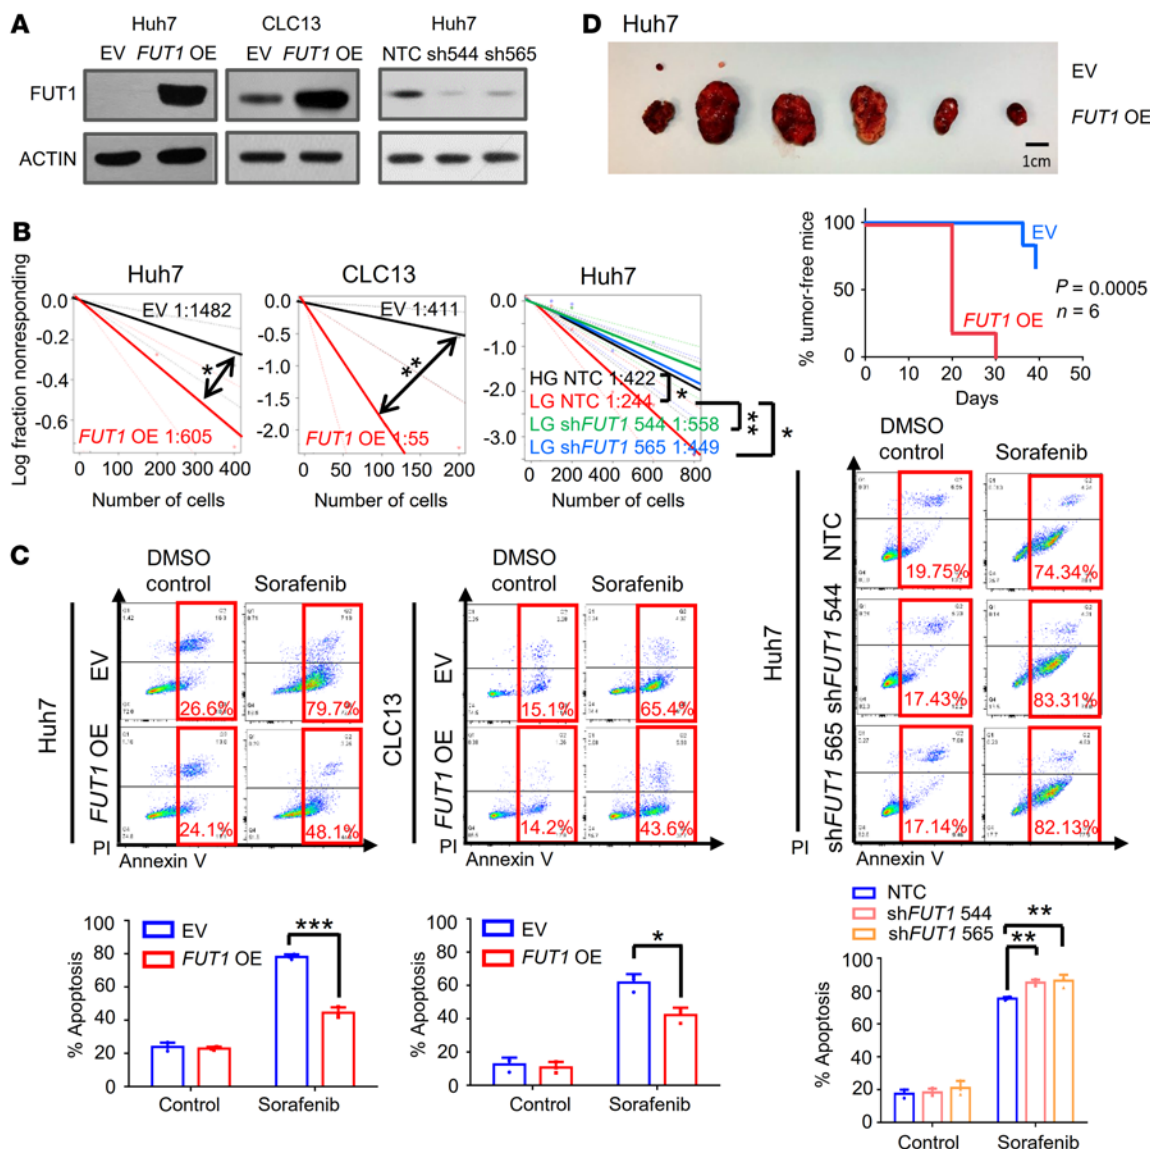 A
Huh7
EV FUT1 OE
CLC13
EV FUT1 OE
Huh7
NTC sh544 sh565
FUT1
ACTIN
D Huh7
EV
FUT1 OE
1cm
% tumor-free mice
100
50
0
EV
FUT1 OE
P = 0.0005
n = 6
0 10 20 30 40 50
Days
B
Log fraction nonresponding
Huh7
0.0
-0.2
-0.4
-0.6
EV 1:1482
*
FUT1 OE 1:605
0 100 200 300 400
Number of cells
CLC13
0.0
-0.5
-1.0
-1.5
-2.0
EV 1:411
**
FUT1 OE 1:55
0 50 100 150 200
Number of cells
Huh7
0.0
-1.0
-2.0
-3.0
HG NTC 1:422
LG NTC 1:244
LG shFUT1 544 1:558
LG shFUT1 565 1:449
*
**
*
0 200 400 600 800
Number of cells
C
Huh7
DMSO control
Sorafenib
EV
26.6%
79.7%
FUT1 OE
24.1%
48.1%
PI
Annexin V
CLC13
DMSO control
Sorafenib
EV
15.1%
65.4%
FUT1 OE
14.2%
43.6%
Annexin V
Huh7
DMSO control
Sorafenib
NTC
19.75%
74.34%
shFUT1 544
17.43%
83.31%
shFUT1 565
17.14%
82.13%
PI
Annexin V
% Apoptosis
100
80
60
40
20
0
EV
FUT1 OE
***
Control Sorafenib
% Apoptosis
100
80
60
40
20
0
EV
FUT1 OE
*
Control Sorafenib
NTC
shFUT1 544
shFUT1 565
% Apoptosis
100
80
60
40
20
0
**
**
Control Sorafenib